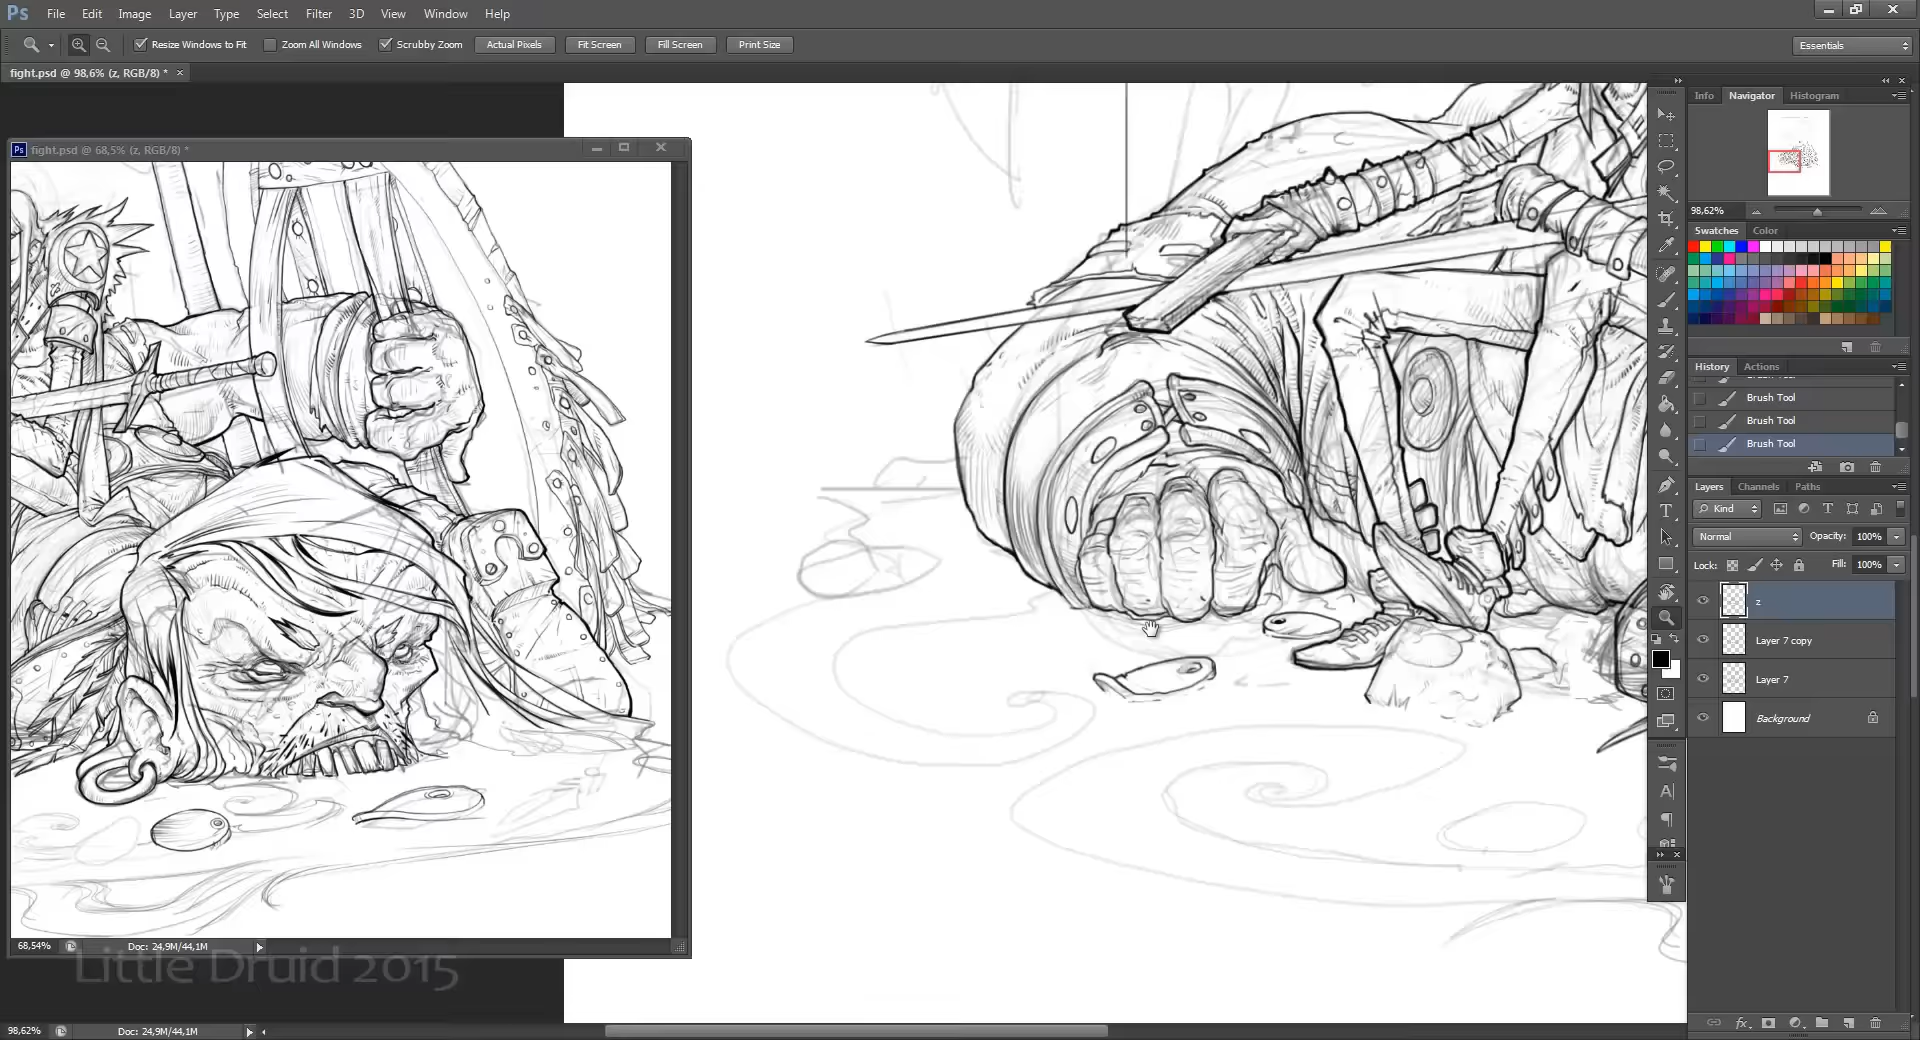 Ps File Edit Image Layer Type Select Filter 3D View Window Help
Resize Windows to Fit Zoom All Windows Scrubby Zoom Actual Pixels Fit Screen Fill Screen Print Size Essentials
fight.psd @ 98,6% (z, RGB/8) * ×
Ps fight.psd @ 68,5% (z, RGB/8) *
68,54% Doc: 24,9M/44,1M
Little Druid 2015
98,62% Doc: 24,9M/44,1M
Info Navigator Histogram
98,62%
Swatches Color
History Actions
Brush Tool
Brush Tool
Brush Tool
Layers Channels Paths
Kind
Normal Opacity: 100%
Lock: Fill: 100%
z
Layer 7 copy
Layer 7
Background
fx